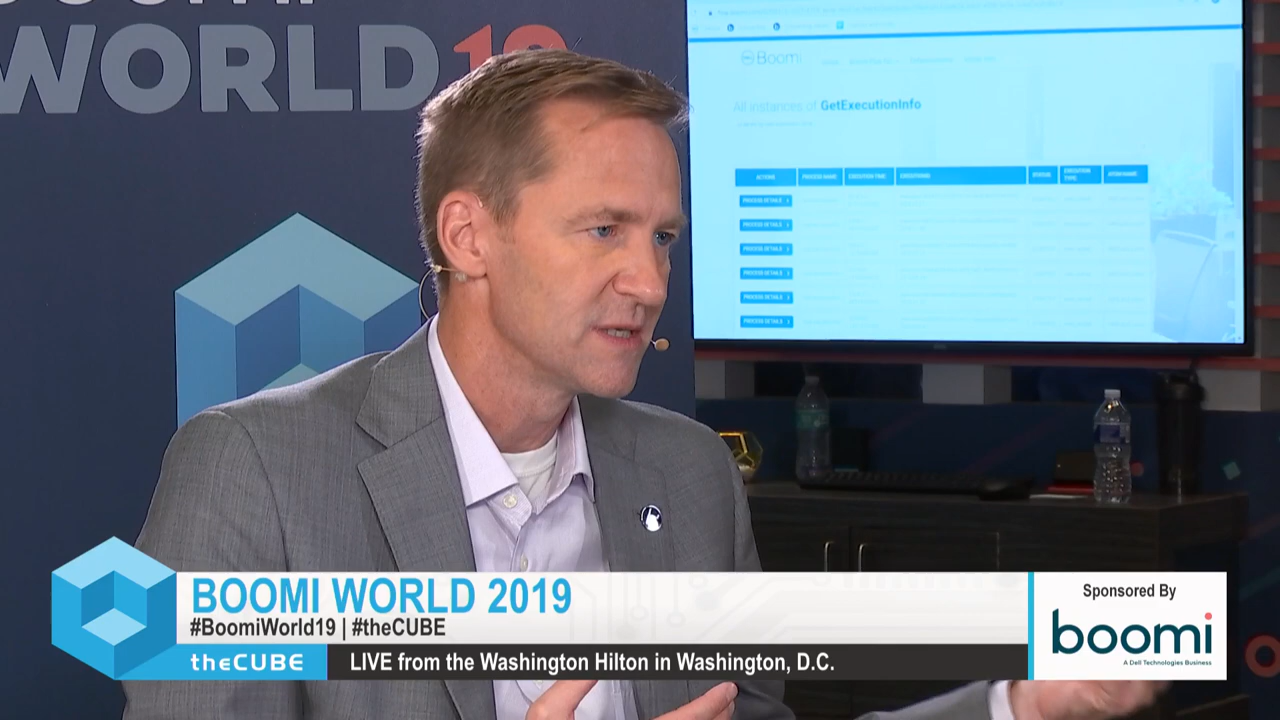 WORLD19
Boomi
All instances of GetExecutionInfo
ACTIONS PROCESS NAME EXECUTION TIME EXECUTIONID STATUS EXECUTION TYPE ATOM NAME
PROCESS DETAILS
PROCESS DETAILS
PROCESS DETAILS
PROCESS DETAILS
PROCESS DETAILS
PROCESS DETAILS
BOOMI WORLD 2019
#BoomiWorld19 | #theCUBE
theCUBE
LIVE from the Washington Hilton in Washington, D.C.
Sponsored By
boomi
A Dell Technologies Business